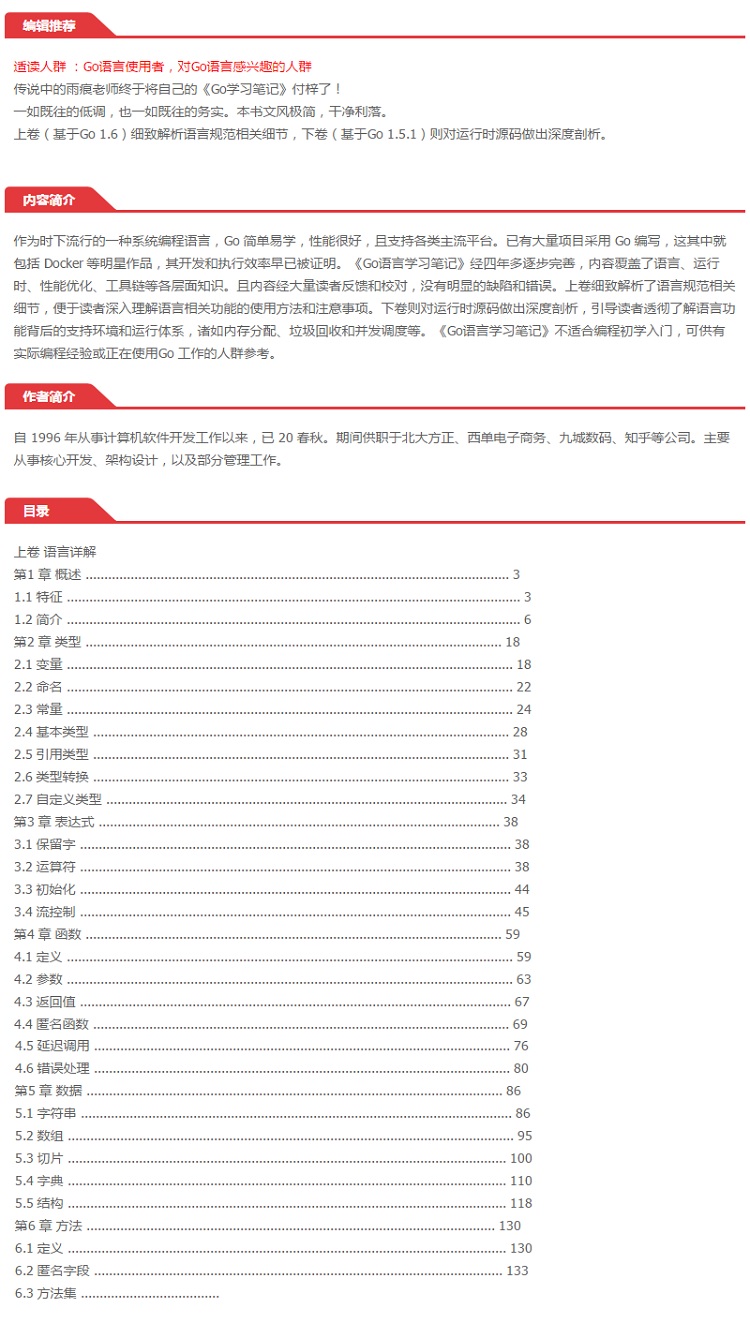 编辑推荐
适读人群 ：Go语言使用者，对Go语言感兴趣的人群
传说中的雨痕老师终于将自己的《Go学习笔记》付梓了！
一如既往的低调，也一如既往的务实。本书文风极简，干净利落。
上卷（基于Go 1.6）细致解析语言规范相关细节，下卷（基于Go 1.5.1）则对运行时源码做出深度剖析。
内容简介
作为时下流行的一种系统编程语言，Go 简单易学，性能很好，且支持各类主流平台。已有大量项目采用 Go 编写，这其中就
包括 Docker 等明星作品，其开发和执行效率早已被证明。《Go语言学习笔记》经四年多逐步完善，内容覆盖了语言、运行
时、性能优化、工具链等各层面知识。且内容经大量读者反馈和校对，没有明显的缺陷和错误。上卷细致解析了语言规范相关
细节，便于读者深入理解语言相关功能的使用方法和注意事项。下卷则对运行时源码做出深度剖析，引导读者透彻了解语言功
能背后的支持环境和运行体系，诸如内存分配、垃圾回收和并发调度等。《Go语言学习笔记》不适合编程初学入门，可供有
实际编程经验或正在使用Go 工作的人群参考。
作者简介
自 1996 年从事计算机软件开发工作以来，已 20 春秋。期间供职于北大方正、西单电子商务、九城数码、知乎等公司。主要
从事核心开发、架构设计，以及部分管理工作。
目录
上卷 语言详解
第1 章 概述 ................................................................ 3
1.1 特征 ................................................................ 3
1.2 简介 ................................................................ 6
第2 章 类型 ................................................................ 18
2.1 变量 ................................................................ 18
2.2 命名 ................................................................ 22
2.3 常量 ................................................................ 24
2.4 基本类型 ................................................................ 28
2.5 引用类型 ................................................................ 31
2.6 类型转换 ................................................................ 33
2.7 自定义类型 ................................................................ 34
第3 章 表达式 ................................................................ 38
3.1 保留字 ................................................................ 38
3.2 运算符 ................................................................ 38
3.3 初始化 ................................................................ 44
3.4 流控制 ................................................................ 45
第4 章 函数 ................................................................ 59
4.1 定义 ................................................................ 59
4.2 参数 ................................................................ 63
4.3 返回值 ................................................................ 67
4.4 匿名函数 ................................................................ 69
4.5 延迟调用 ................................................................ 76
4.6 错误处理 ................................................................ 80
第5 章 数据 ................................................................ 86
5.1 字符串 ................................................................ 86
5.2 数组 ................................................................ 95
5.3 切片 ................................................................ 100
5.4 字典 ................................................................ 110
5.5 结构 ................................................................ 118
第6 章 方法 ................................................................ 130
6.1 定义 ................................................................ 130
6.2 匿名字段 ................................................................ 133
6.3 方法集 .....................................